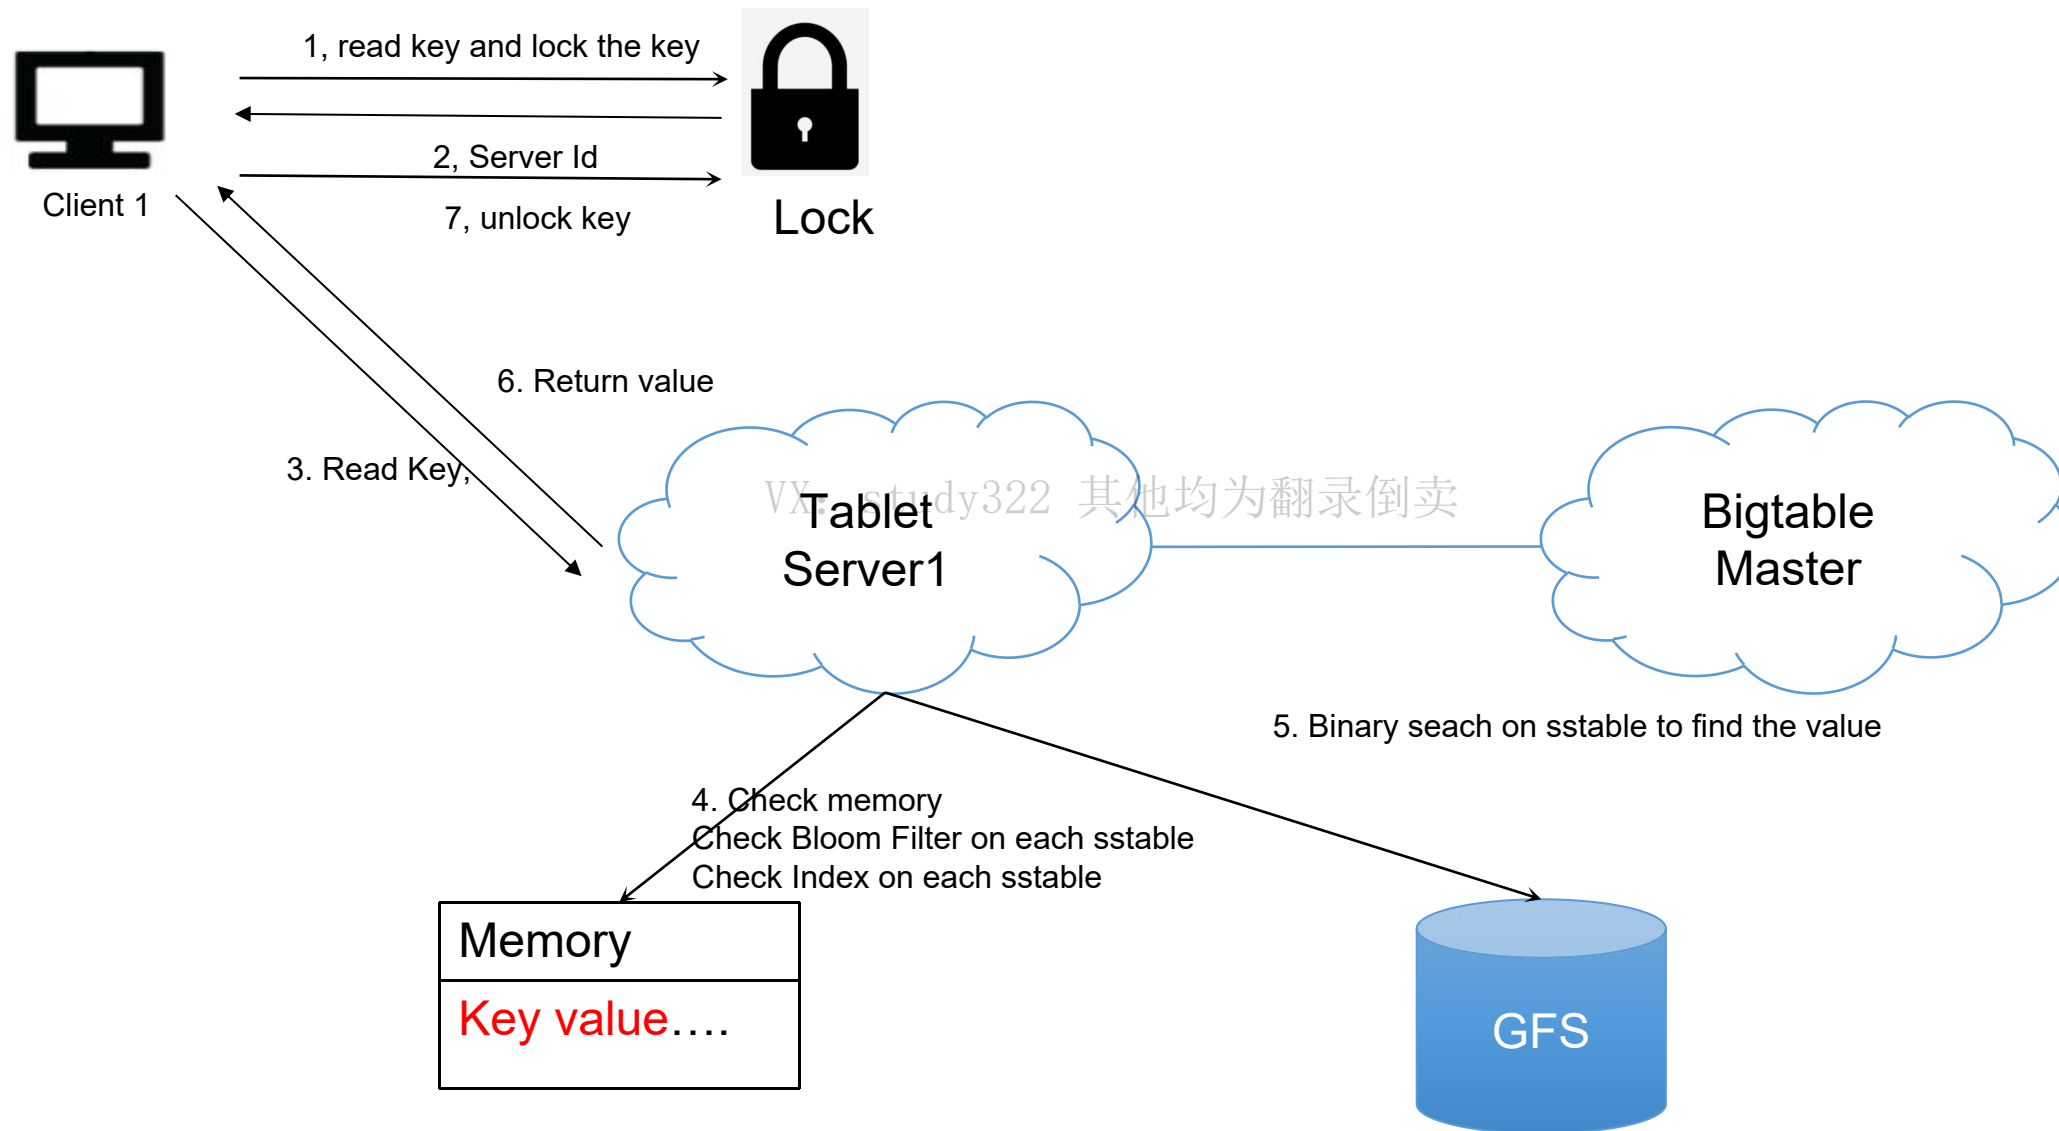 1, read key and lock the key
2, Server Id
Client 1
7, unlock key
Lock
6. Return value
3. Read Key,
VX: study322 其他均为翻录倒卖
Tablet
Server1
Bigtable
Master
5. Binary seach on sstable to find the value
4. Check memory
Check Bloom Filter on each sstable
Check Index on each sstable
Memory
Key value….
GFS